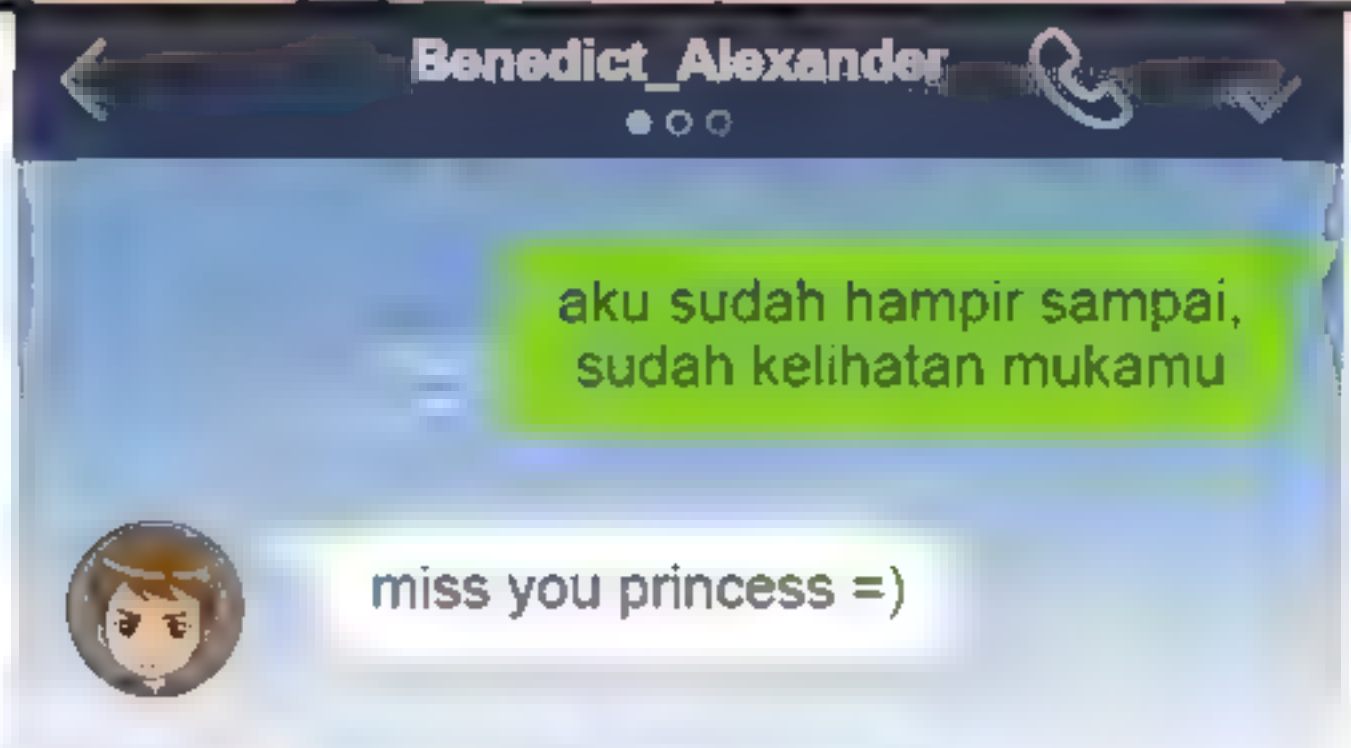 Benedict_Alexander
aku sudah hampir sampai,
sudah kelihatan mukamu
miss you princess =)